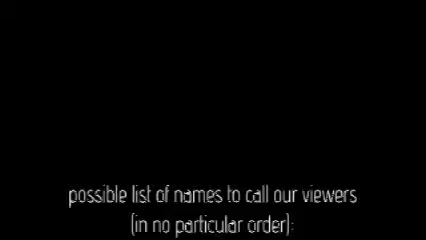 possible list of names to call our viewers
(in no particular order):